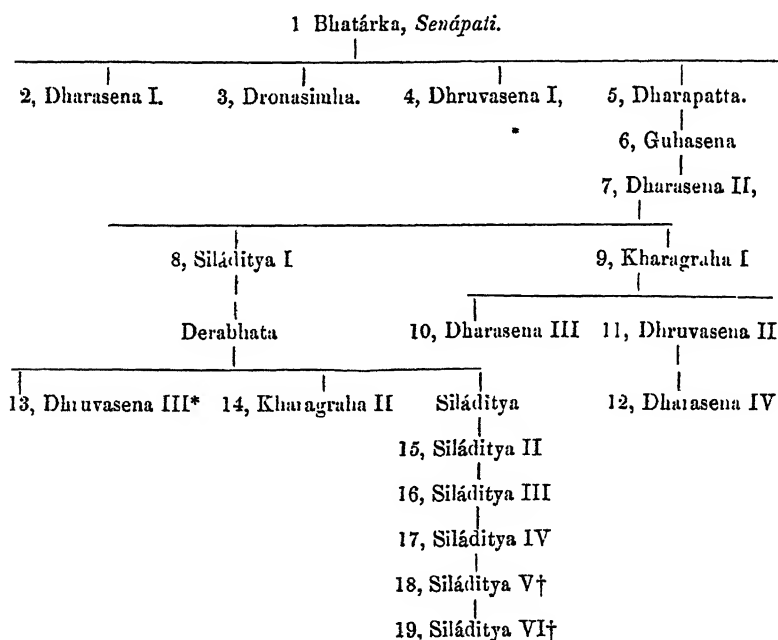 1 Bhatárka, Senápati.
2, Dharasena I. 3, Dronasimha. 4, Dhruvasena I, 5, Dharapatta.
6, Guhasena
7, Dharasena II,
8, Siláditya I 9, Kharagraha I
Derabhata 10, Dharasena III 11, Dhruvasena II
13, Dhruvasena III* 14, Kharagraha II Siláditya 12, Dharasena IV
15, Siláditya II
16, Siláditya III
17, Siláditya IV
18, Siláditya V†
19, Siláditya VI†